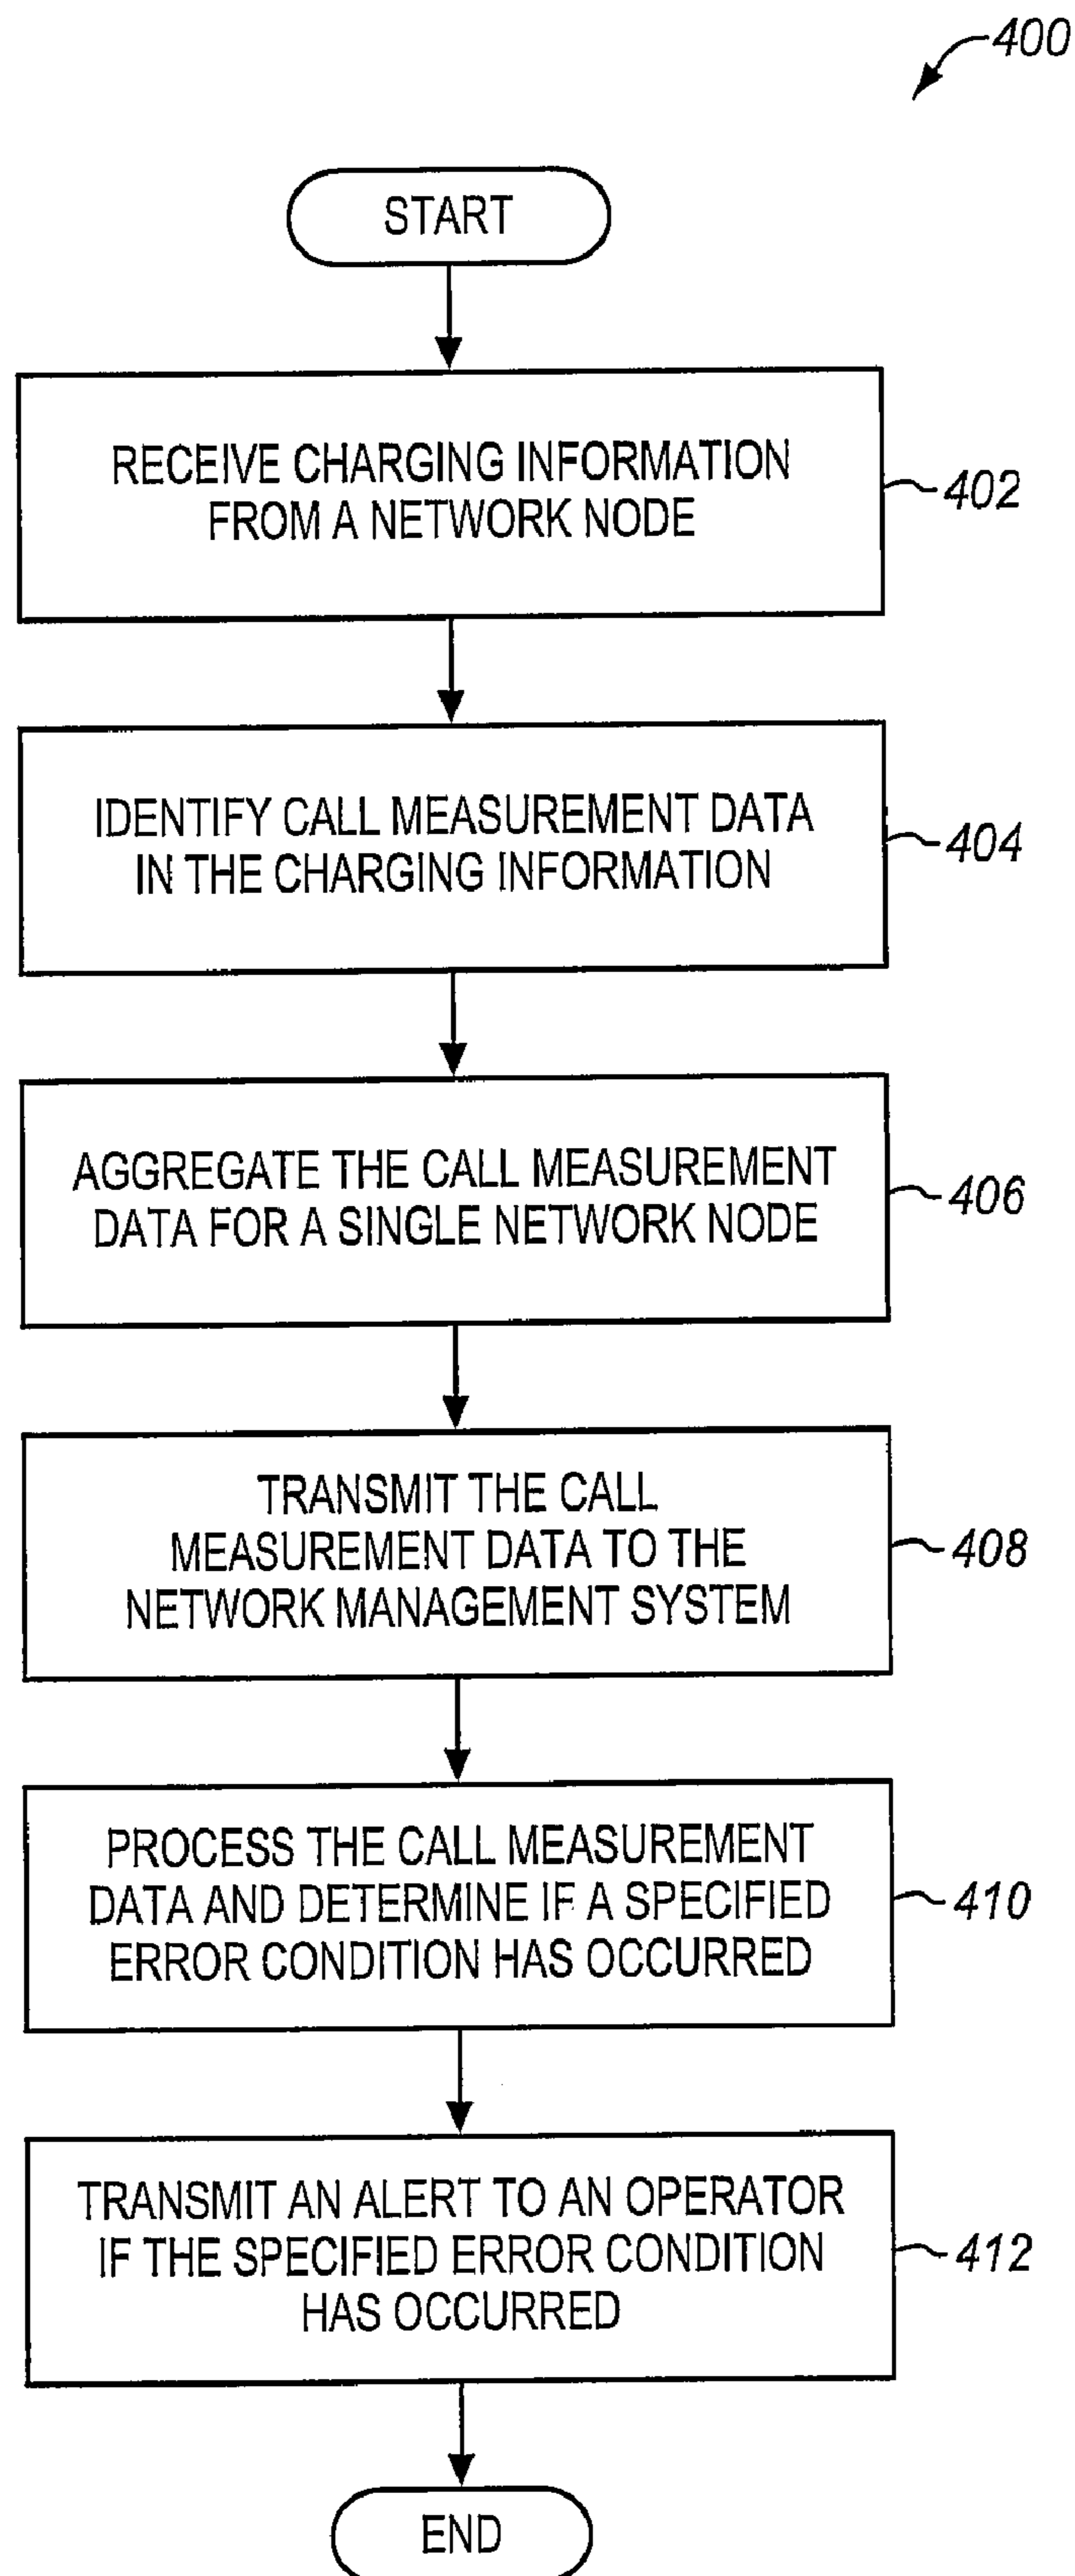 400
START
RECEIVE CHARGING INFORMATION
FROM A NETWORK NODE
402
IDENTIFY CALL MEASUREMENT DATA
IN THE CHARGING INFORMATION
404
AGGREGATE THE CALL MEASUREMENT
DATA FOR A SINGLE NETWORK NODE
406
TRANSMIT THE CALL
MEASUREMENT DATA TO THE
NETWORK MANAGEMENT SYSTEM
408
PROCESS THE CALL MEASUREMENT
DATA AND DETERMINE IF A SPECIFIED
ERROR CONDITION HAS OCCURRED
410
TRANSMIT AN ALERT TO AN OPERATOR
IF THE SPECIFIED ERROR CONDITION
HAS OCCURRED
412
END